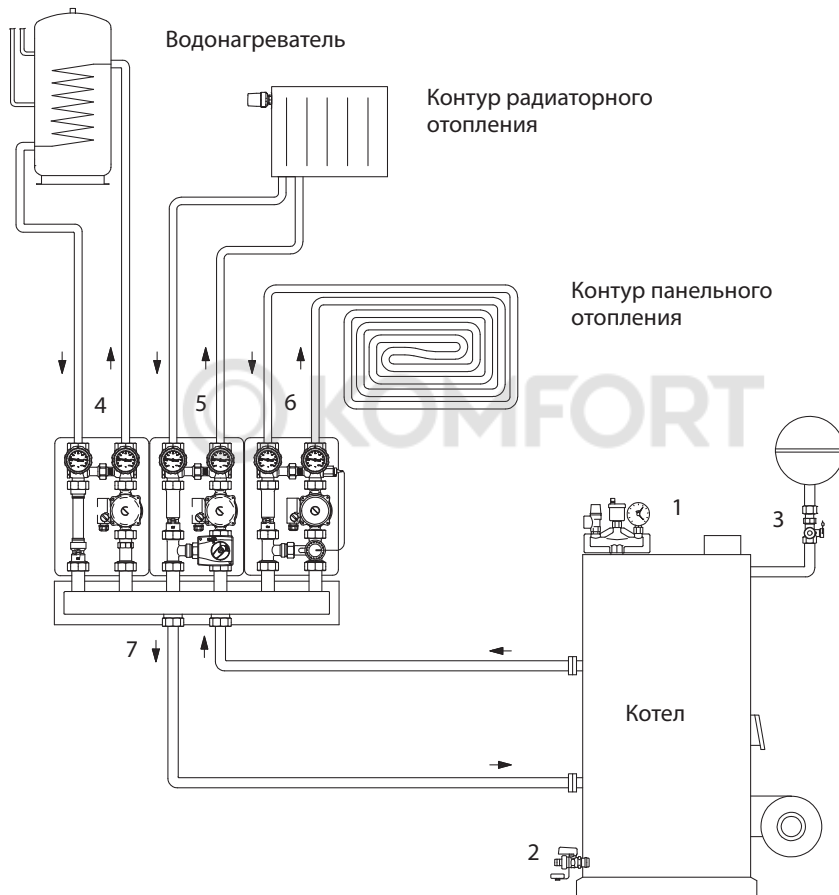 Водонагреватель
Контур радиаторного
отопления
Контур панельного
отопления
4
5
6
KOMFORT
1
3
7
Котел
2